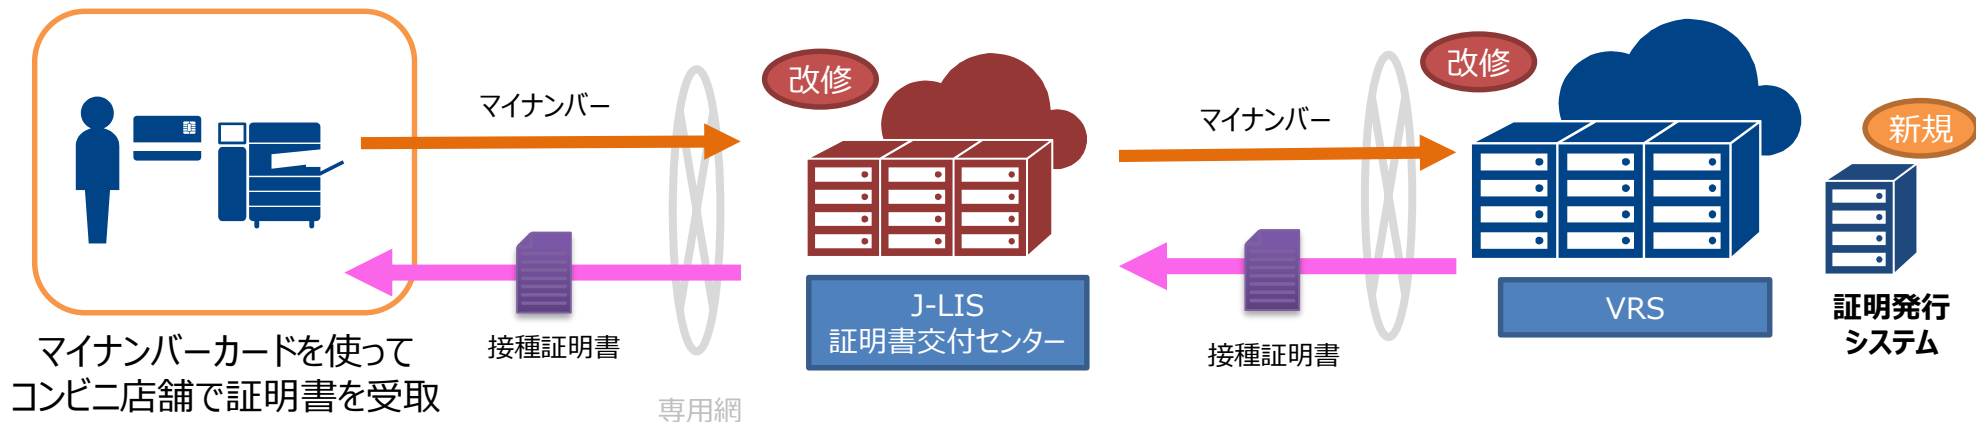 改修
改修
新規
マイナンバー
マイナンバー
接種証明書
接種証明書
J-LIS
証明書交付センター
VRS
証明発行
システム
マイナンバーカードを使って
コンビニ店舗で証明書を受取
専用網